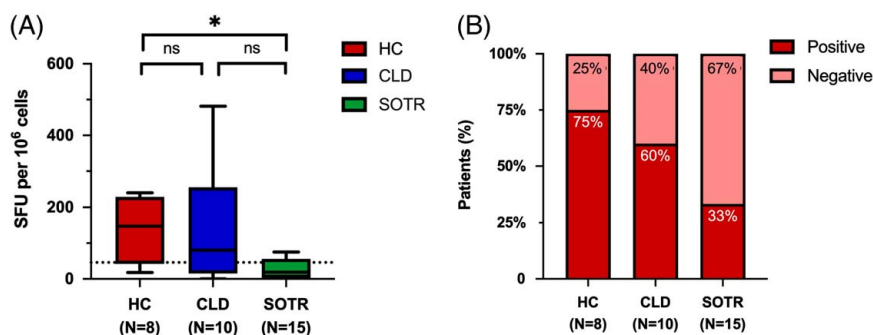 (A)
*
ns
ns
SFU per 10⁶ cells
600
400
200
0
HC
(N=8)
CLD
(N=10)
SOTR
(N=15)
HC
CLD
SOTR
(B)
Patients (%)
100%
75%
50%
25%
0%
25%
75%
40%
60%
67%
33%
HC
(N=8)
CLD
(N=10)
SOTR
(N=15)
Positive
Negative